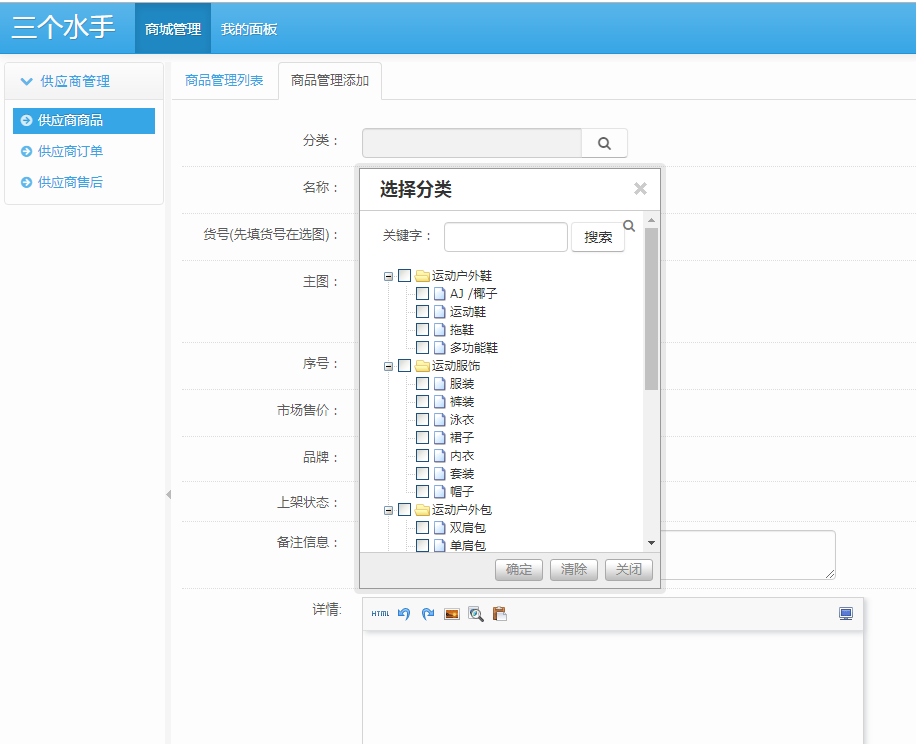 三个水手
商城管理 我的面板
供应商管理
供应商商品
供应商订单
供应商售后
商品管理列表 商品管理添加
分类：
名称：
货号(先填货号在选图)：
主图：
序号：
市场售价：
品牌：
上架状态：
备注信息：
详情:
选择分类
关键字： 搜索
运动户外鞋
AJ /椰子
运动鞋
拖鞋
多功能鞋
运动服饰
服装
裤装
泳衣
裙子
内衣
套装
帽子
运动户外包
双肩包
单肩包
确定 清除 关闭
HTML